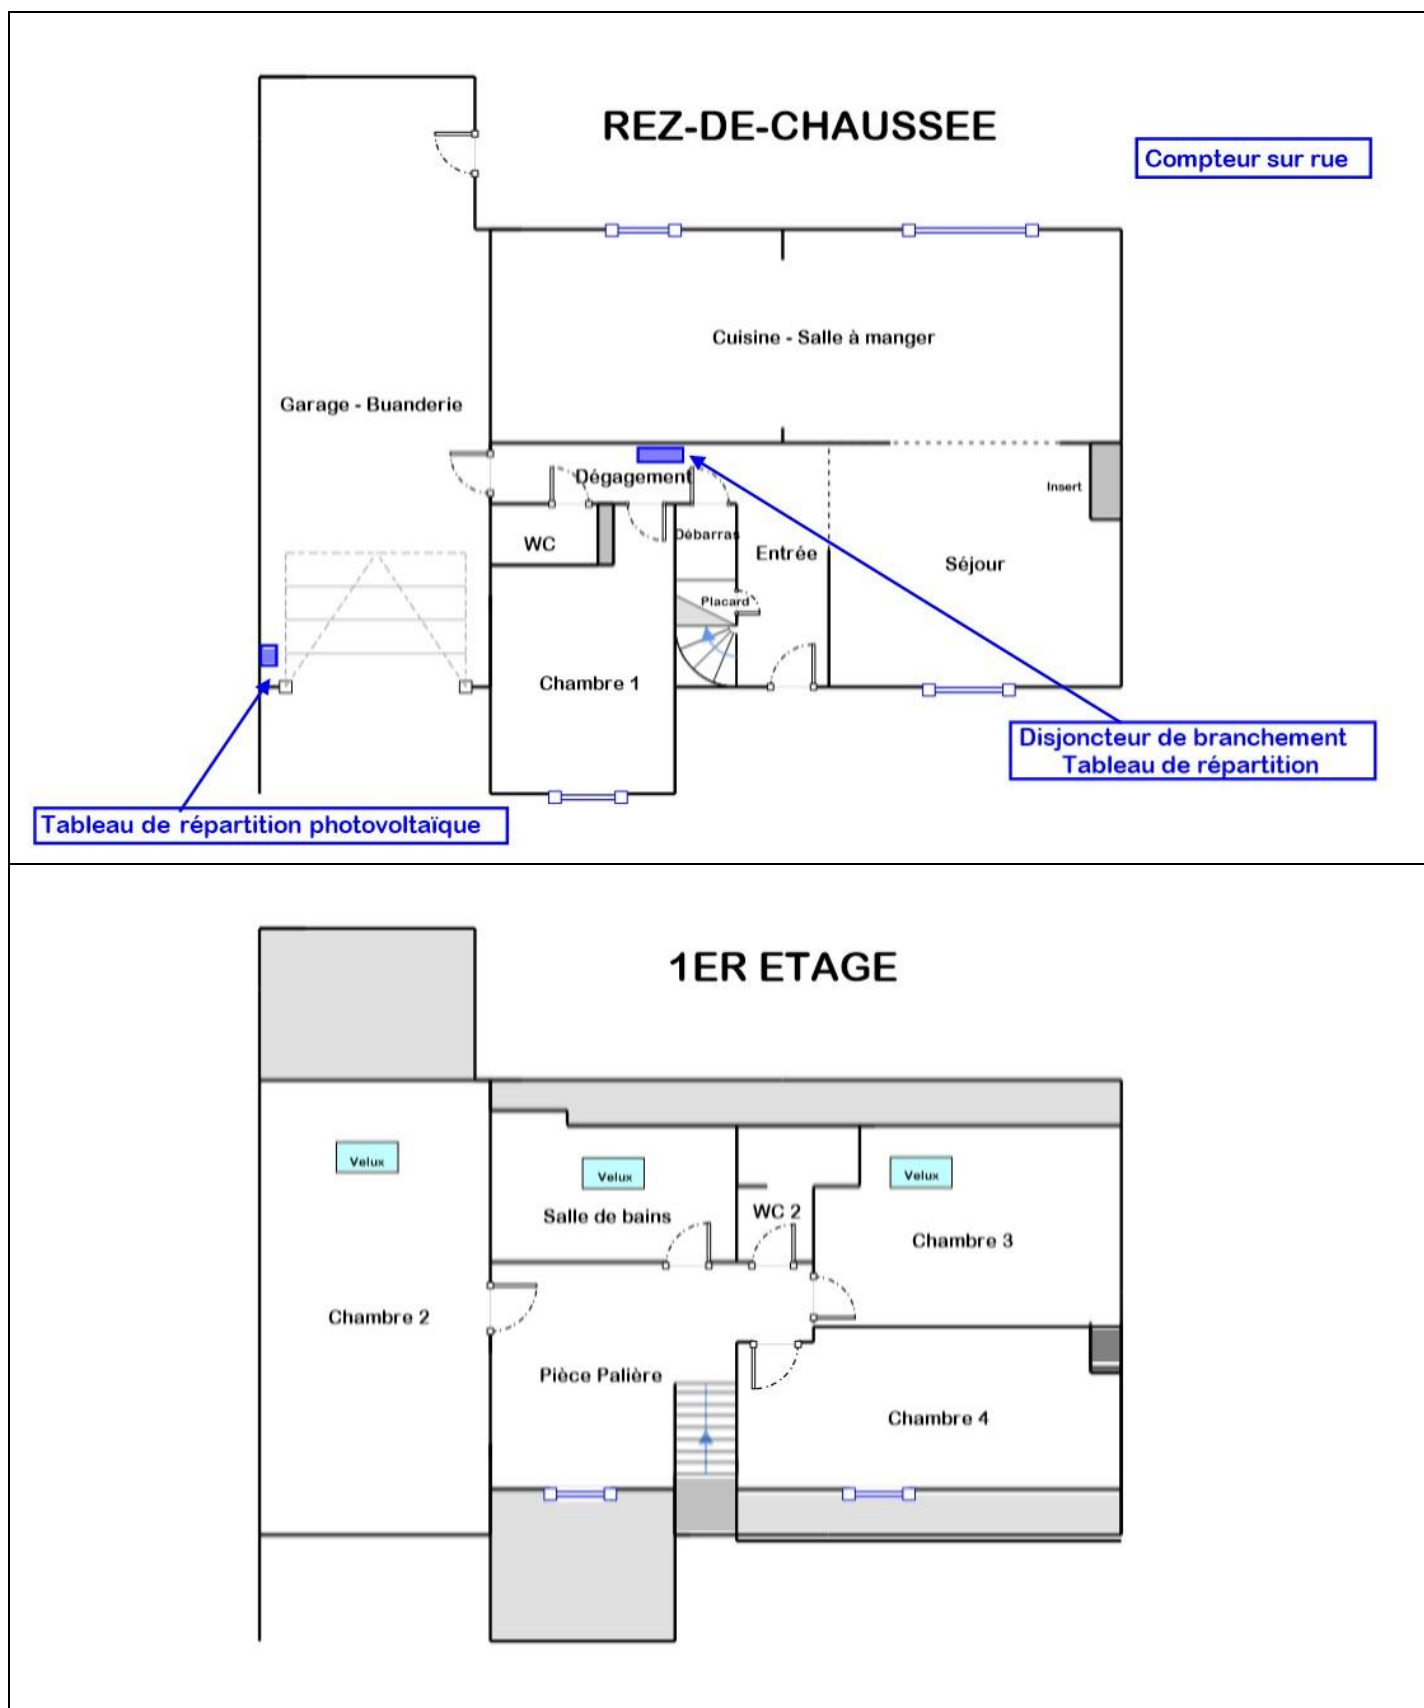 REZ-DE-CHAUSSEE
Compteur sur rue
Cuisine - Salle à manger
Garage - Buanderie
Dégagement
Insert
WC
Débarras
Entrée
Séjour
Placard
Chambre 1
Disjoncteur de branchement
Tableau de répartition
Tableau de répartition photovoltaïque
1ER ETAGE
Velux
Velux
Velux
Salle de bains
WC 2
Chambre 3
Chambre 2
Pièce Palière
Chambre 4